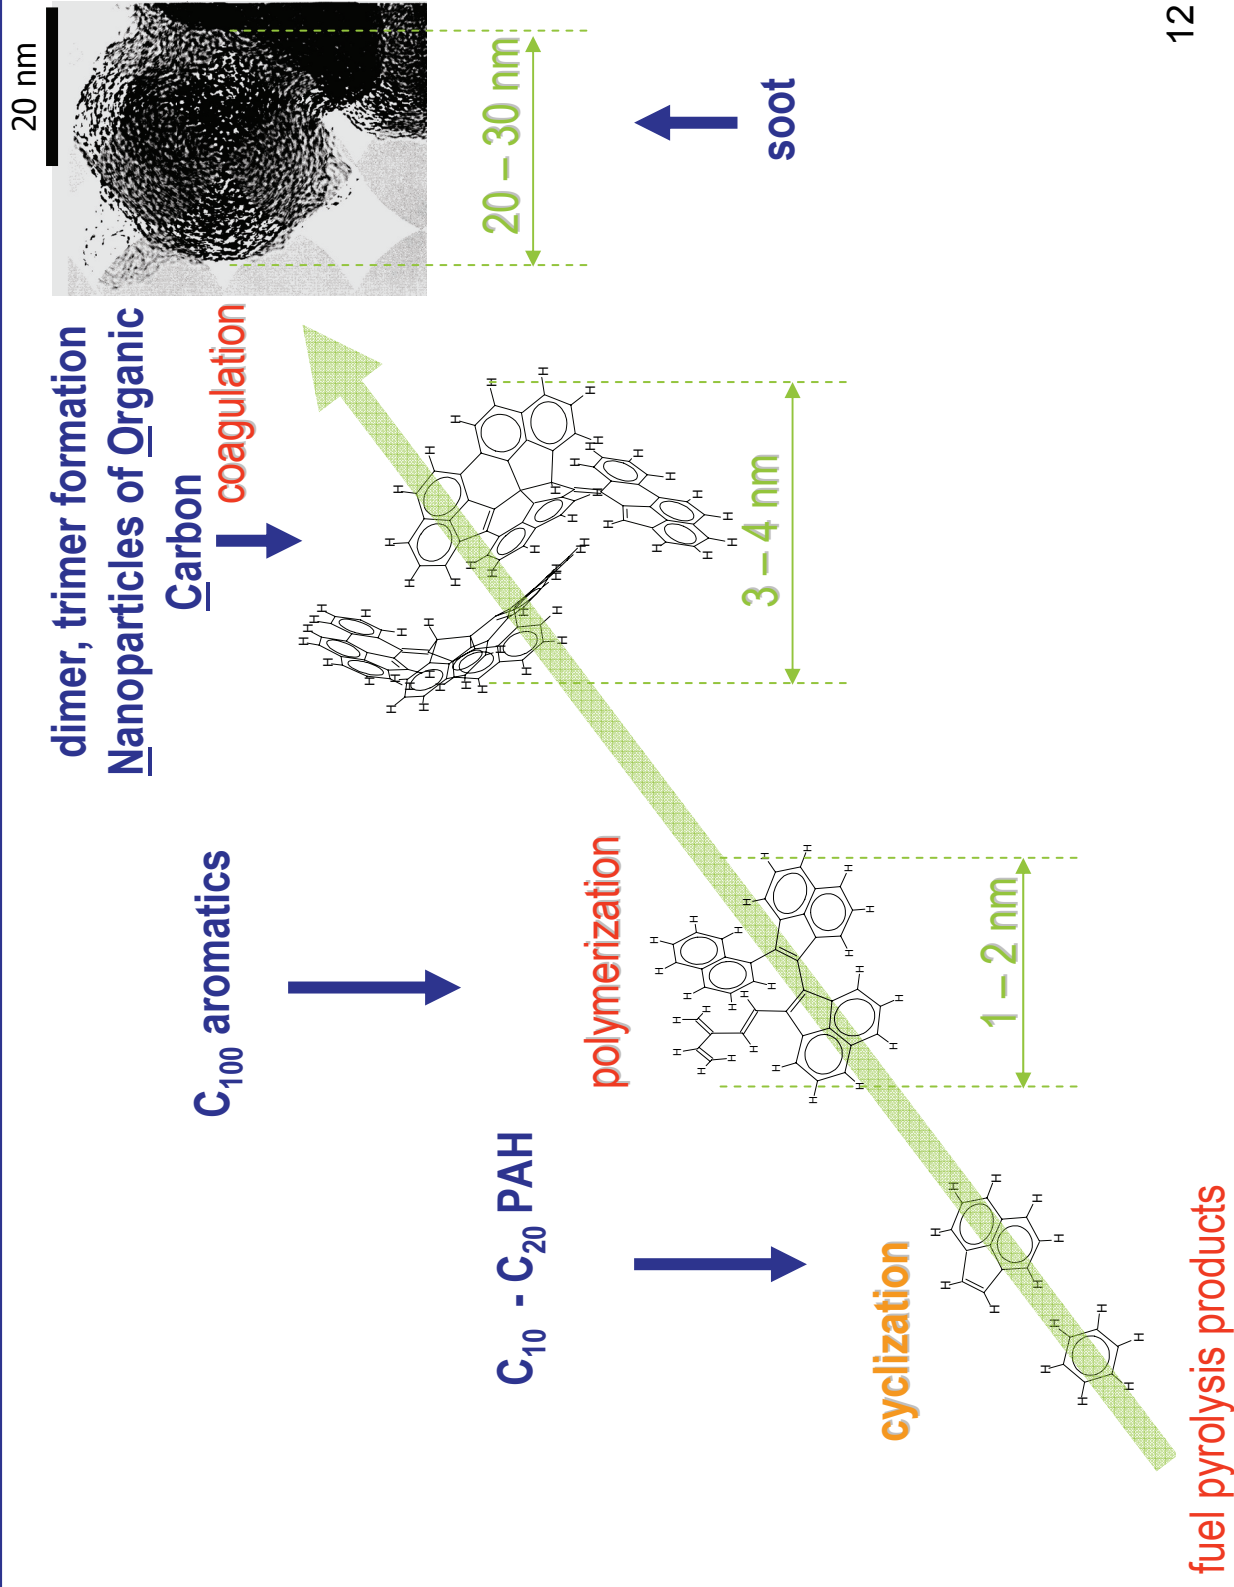 dimer, trimer formation
Nanoparticles of Organic
Carbon
coagulation
20 nm
20 – 30 nm
soot
C100 aromatics
polymerization
3 – 4 nm
C10 - C20 PAH
cyclization
1 – 2 nm
fuel pyrolysis products
12